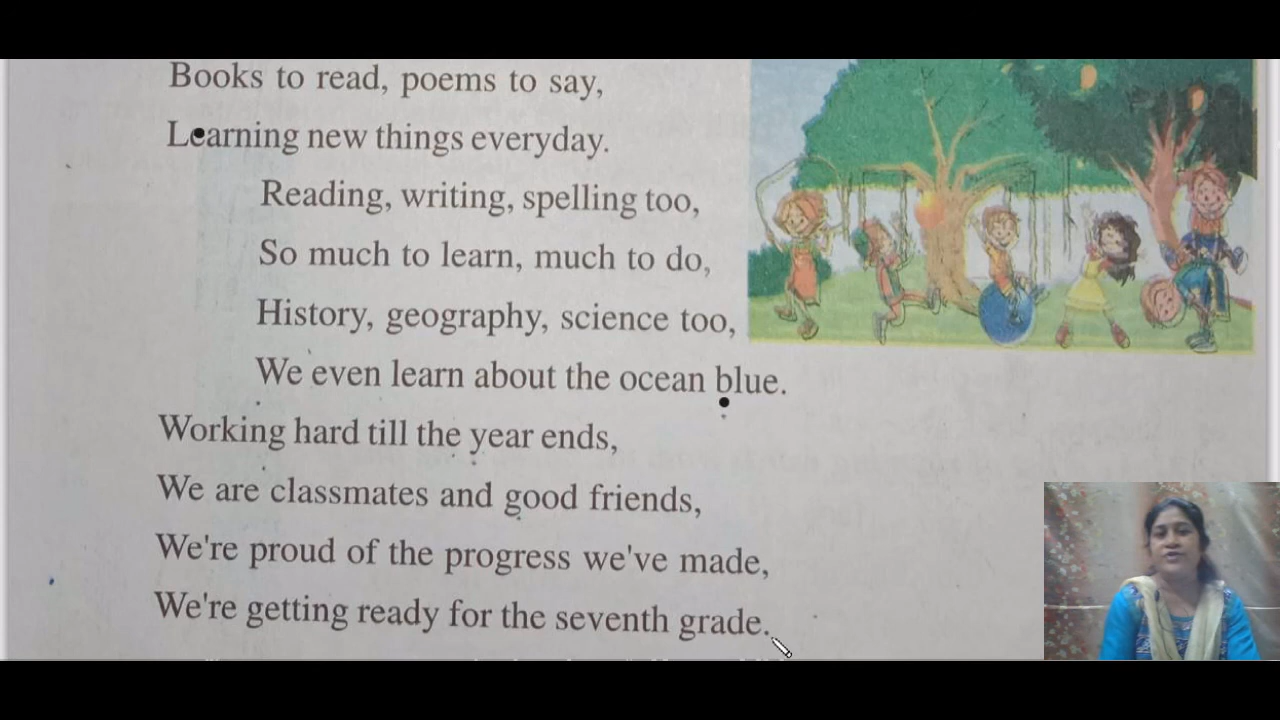 Books to read, poems to say,
Learning new things everyday.
Reading, writing, spelling too,
So much to learn, much to do,
History, geography, science too,
We even learn about the ocean blue.
Working hard till the year ends,
We are classmates and good friends,
We're proud of the progress we've made,
We're getting ready for the seventh grade.